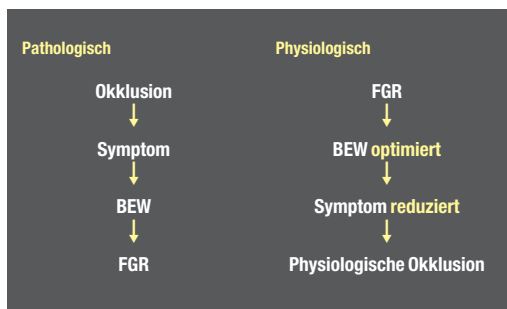 Pathologisch
Okklusion
Symptom
BEW
FGR
Physiologisch
FGR
BEW optimiert
Symptom reduziert
Physiologische Okklusion